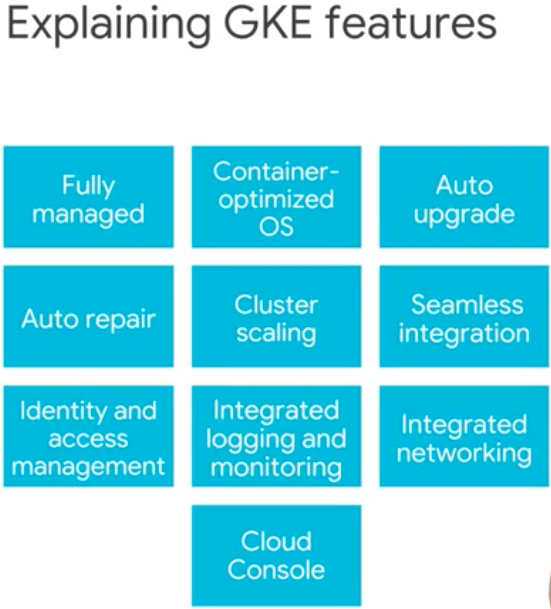 Explaining GKE features
Fully
managed
Container-
optimized
OS
Auto
upgrade
Auto repair
Cluster
scaling
Seamless
integration
Identity and
access
management
Integrated
logging and
monitoring
Integrated
networking
Cloud
Console